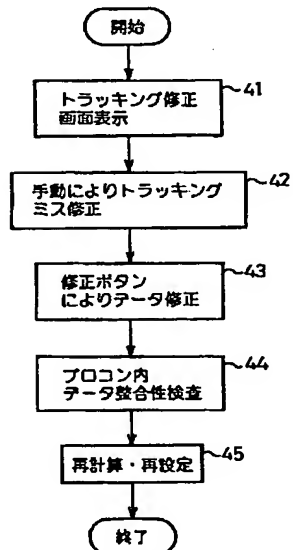 開始
トラッキング修正
画面表示
41
手動によりトラッキング
ミス修正
42
修正ボタン
によりデータ修正
43
プロコン内
データ整合性検査
44
再計算・再設定
45
終了